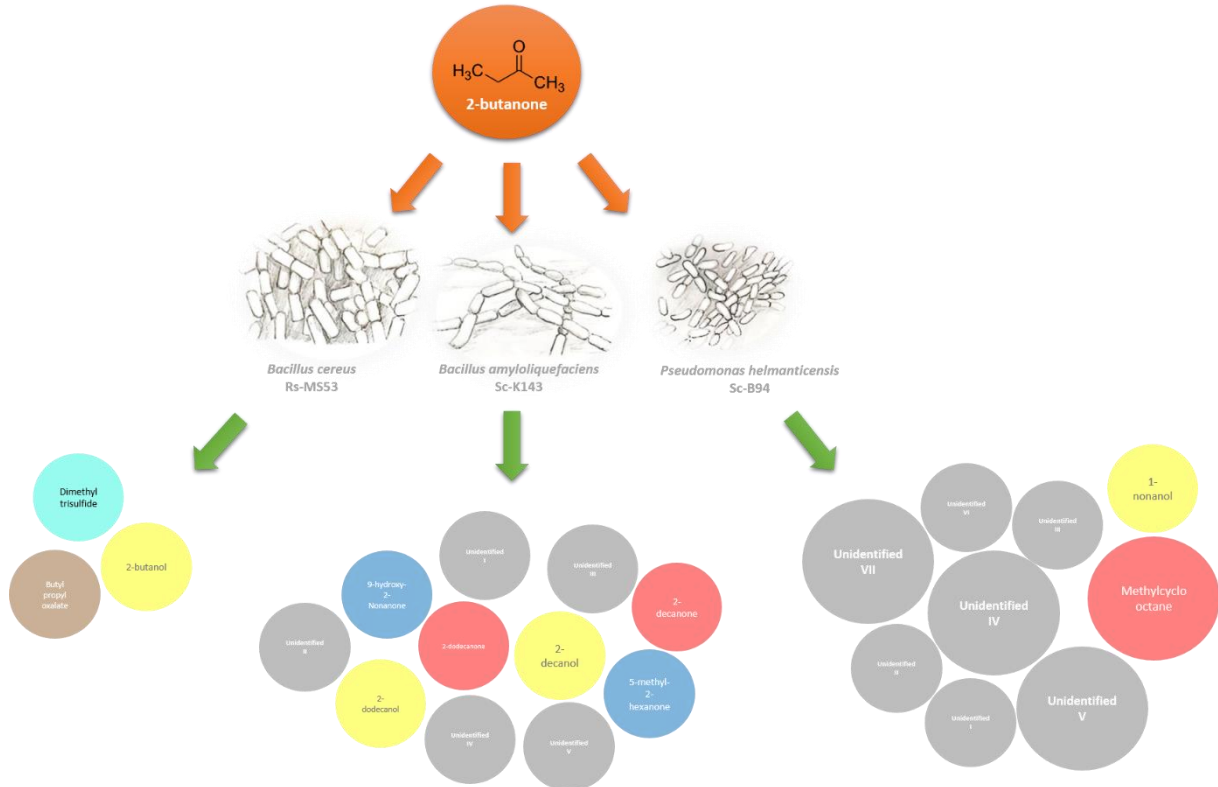 O
H₃C
CH₃
2-butanone
Bacillus cereus
Rs-MS53
Bacillus amyloliquefaciens
Sc-K143
Pseudomonas helmanticensis
Sc-B94
Dimethyl
trisulfide
2-butanol
Butyl
propyl
oxalate
Unidentified
I
Unidentified
III
9-hydroxy-
2-
Nonanone
2-
decanone
Unidentified
II
2-dodecanone
2-
decanol
2-
dodecanol
5-methyl-
2-
hexanone
Unidentified
IV
Unidentified
V
1-
nonanol
Unidentified
VI
Unidentified
III
Unidentified
VII
Methylcyclo
octane
Unidentified
IV
Unidentified
II
Unidentified
I
Unidentified
V